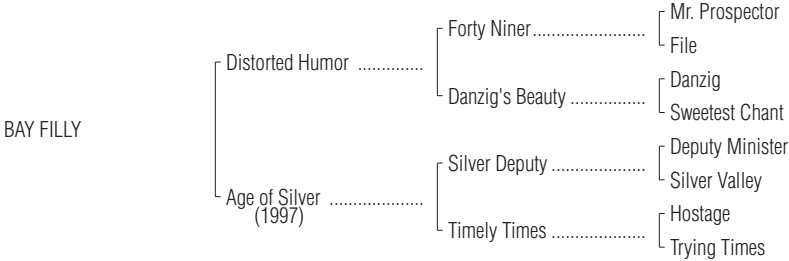 Mr. Prospector
Forty Niner........................
File
Distorted Humor ..............
Danzig
Danzig's Beauty ................
Sweetest Chant
BAY FILLY
Deputy Minister
Silver Deputy ....................
Silver Valley
Age of Silver ....................
(1997)
Hostage
Timely Times .....................
Trying Times